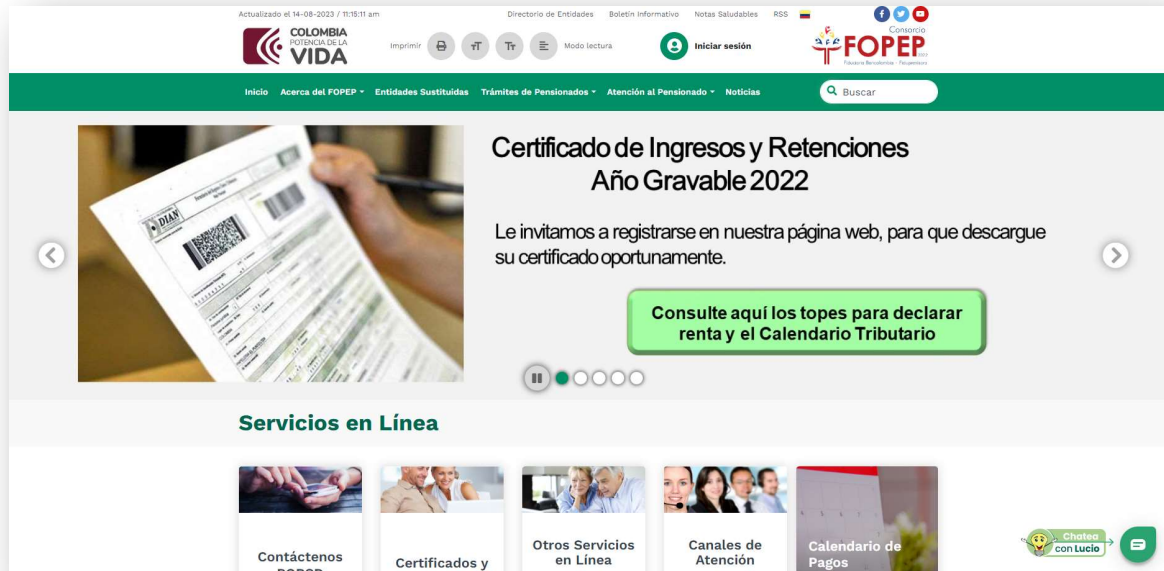 Actualizado el 14-08-2023 / 11:15:11 am
Directorio de Entidades Boletín Informativo Notas Saludables RSS
COLOMBIA
POTENCIA DE LA
VIDA
Imprimir
Modo lectura
Iniciar sesión
Consorcio
FOPEP
Inicio Acerca del FOPEP Entidades Sustituidas Trámites de Pensionados Atención al Pensionado Noticias
Buscar
DIAN
Certificado de Ingresos y Retenciones
Año Gravable 2022
Le invitamos a registrarse en nuestra página web, para que descargue
su certificado oportunamente.
Consulte aquí los topes para declarar
renta y el Calendario Tributario
Servicios en Línea
Contáctenos
Certificados y
Otros Servicios
en Línea
Canales de
Atención
Calendario de
Pagos
Chatea
con Lucio